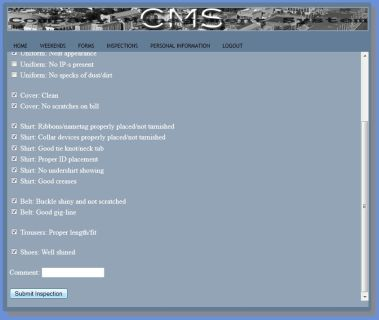 CMS
HOME WEEKENDS FORMS INSPECTIONS PERSONAL INFORMATION LOGOUT
Uniform: Neat appearance
Uniform: No IP-s present
Uniform: No specks of dust/dirt
Cover: Clean
Cover: No scratches on bill
Shirt: Ribbons/nametag properly placed/not tarnished
Shirt: Collar devices properly placed/not tarnished
Shirt: Good tie knot/neck tab
Shirt: Proper ID placement
Shirt: No undershirt showing
Shirt: Good creases
Belt: Buckle shiny and not scratched
Belt: Good gig-line
Trousers: Proper length/fit
Shoes: Well shined
Comment:
Submit Inspection